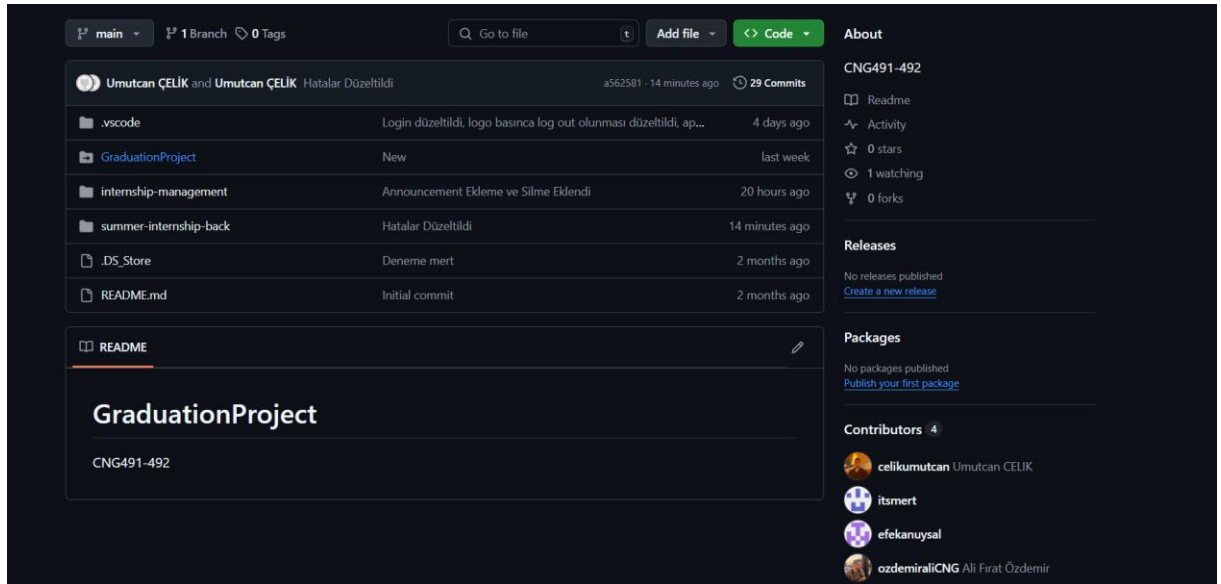 main 1 Branch 0 Tags Go to file t Add file <> Code
Umutcan ÇELİK and Umutcan ÇELİK Hatalar Düzeltildi a562581 · 14 minutes ago 29 Commits
.vscode Login düzeltildi, logo basınca log out olunması düzeltildi, ap... 4 days ago
GraduationProject New last week
internship-management Announcement Ekleme ve Silme Eklendi 20 hours ago
summer-internship-back Hatalar Düzeltildi 14 minutes ago
.DS_Store Deneme mert 2 months ago
README.md Initial commit 2 months ago
README
GraduationProject
CNG491-492
About
CNG491-492
Readme
Activity
0 stars
1 watching
0 forks
Releases
No releases published
Create a new release
Packages
No packages published
Publish your first package
Contributors 4
celikumutcan Umutcan CELIK
itsmert
efekanuysal
ozdemiraliCNG Ali Fırat Özdemir